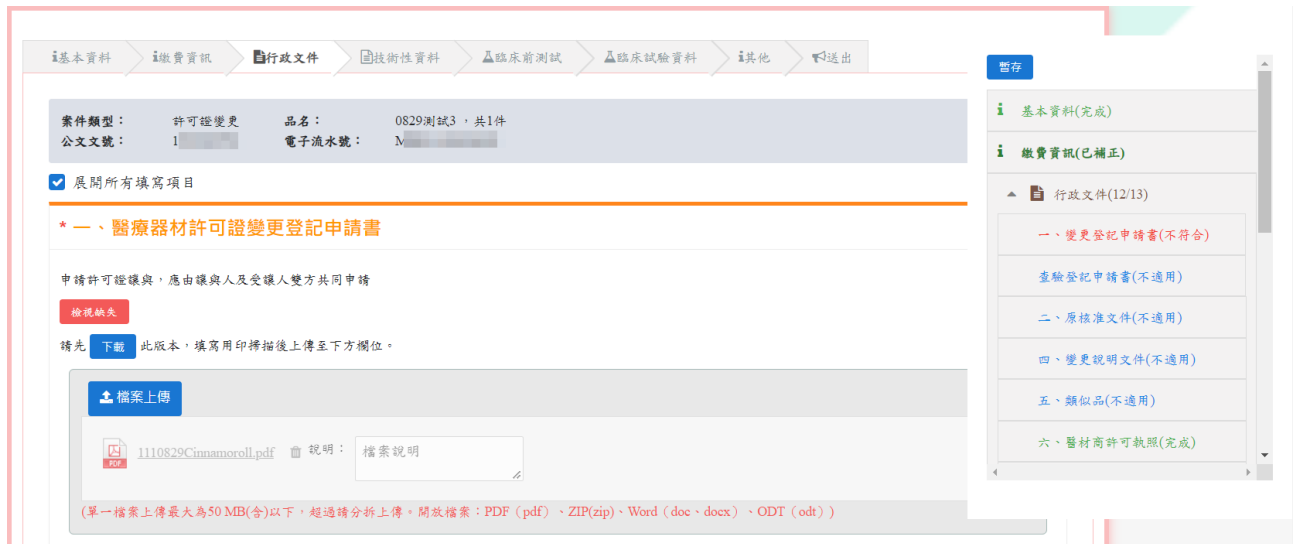 基本資料 繳費資訊 行政文件 技術性資料 臨床前測試 臨床試驗資料 其他 送出
案件類型： 許可證變更 品名： 0829測試3 ，共1件
公文文號： 1 電子流水號： M
展開所有填寫項目
* 一、醫療器材許可證變更登記申請書
申請許可證讓與，應由讓與人及受讓人雙方共同申請
檢視缺失
請先 下載 此版本，填寫用印掃描後上傳至下方欄位。
檔案上傳
PDF 1110829Cinnamoroll.pdf 說明： 檔案說明
(單一檔案上傳最大為50 MB(含)以下，超過請分拆上傳。開放檔案：PDF（pdf）、ZIP(zip)、Word（doc、docx）、ODT（odt）)
暫存
基本資料(完成)
繳費資訊(已補正)
行政文件(12/13)
一、變更登記申請書(不符合)
查驗登記申請書(不適用)
二、原核准文件(不適用)
四、變更說明文件(不適用)
五、類似品(不適用)
六、醫材商許可執照(完成)